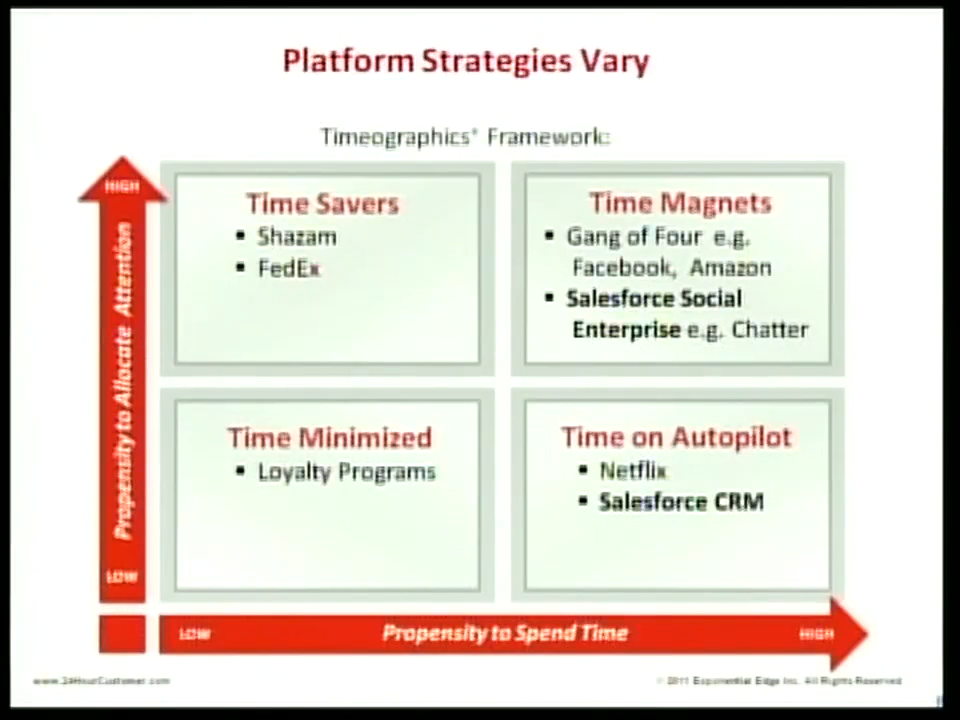 Platform Strategies Vary
Timeographics® Framework:
HIGH
Propensity to Allocate Attention
LOW
Time Savers
▪ Shazam
▪ FedEx
Time Magnets
▪ Gang of Four e.g.
Facebook, Amazon
▪ Salesforce Social
Enterprise e.g. Chatter
Time Minimized
▪ Loyalty Programs
Time on Autopilot
▪ Netflix
▪ Salesforce CRM
LOW
Propensity to Spend Time
HIGH
www.24HourCustomer.com
© 2011 Exponential Edge Inc. All Rights Reserved